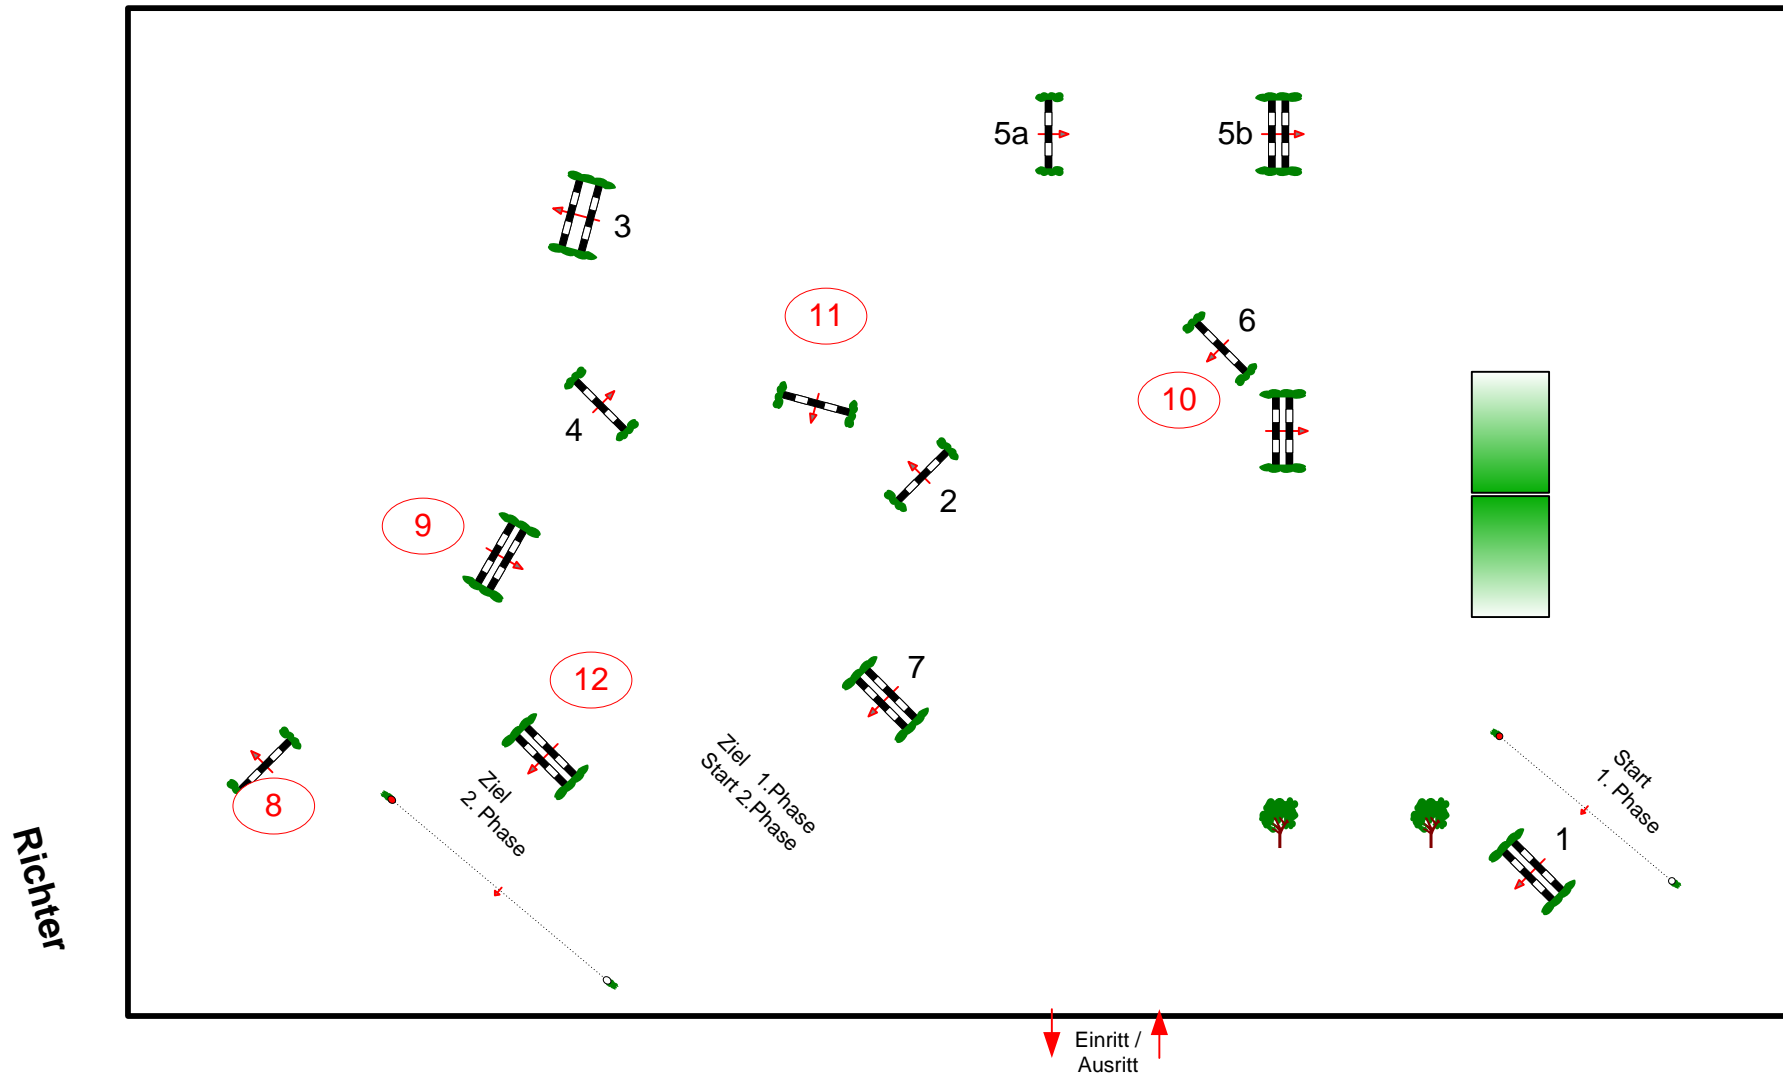 5a
5b
3
11
6
10
4
2
9
7
12
Ziel 1.Phase
Start 2.Phase
Start
1. Phase
Ziel
2. Phase
8
1
Richter
Einritt /
Ausritt